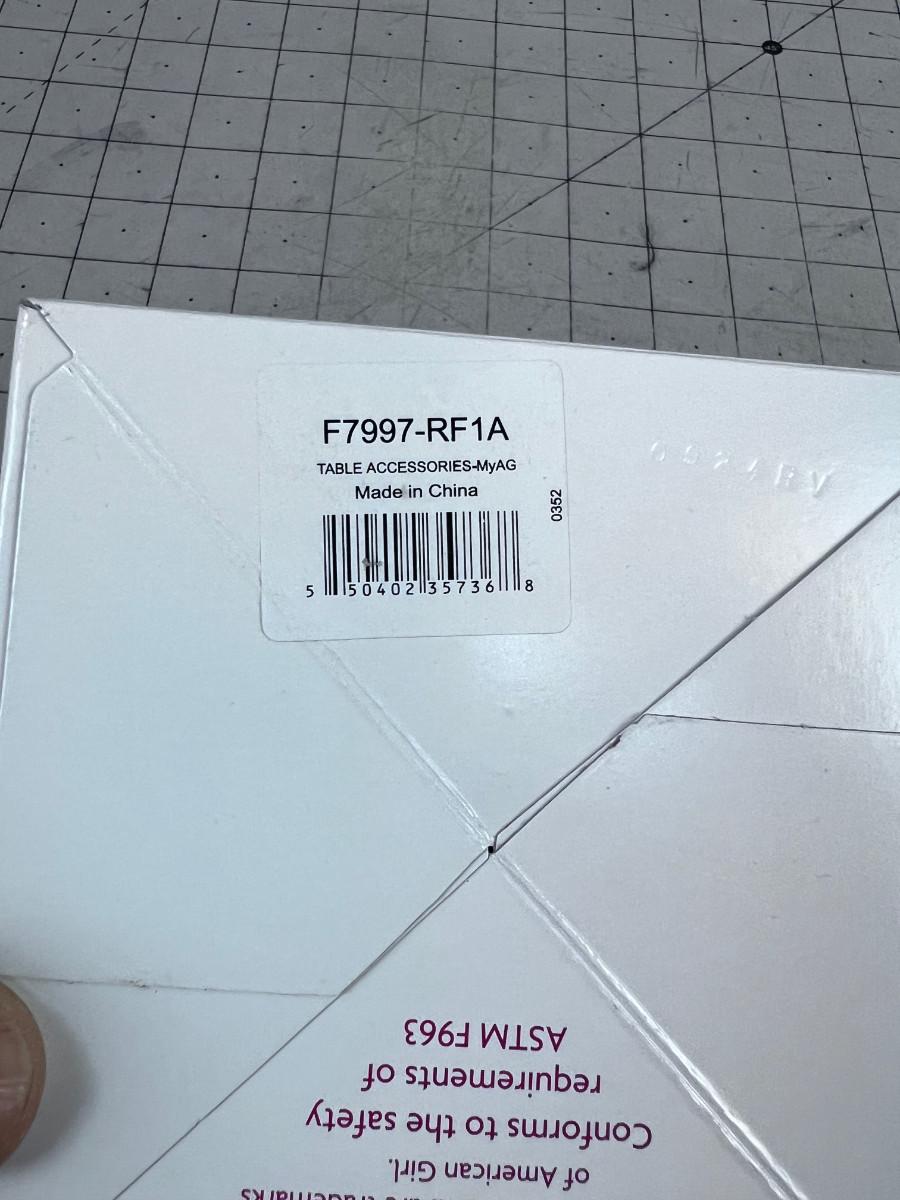 F7997-RF1A
TABLE ACCESSORIES-MyAG
Made in China
0352
5 50402 35736 8
ASTM F963
requirements of
Conforms to the safety
of American Girl.